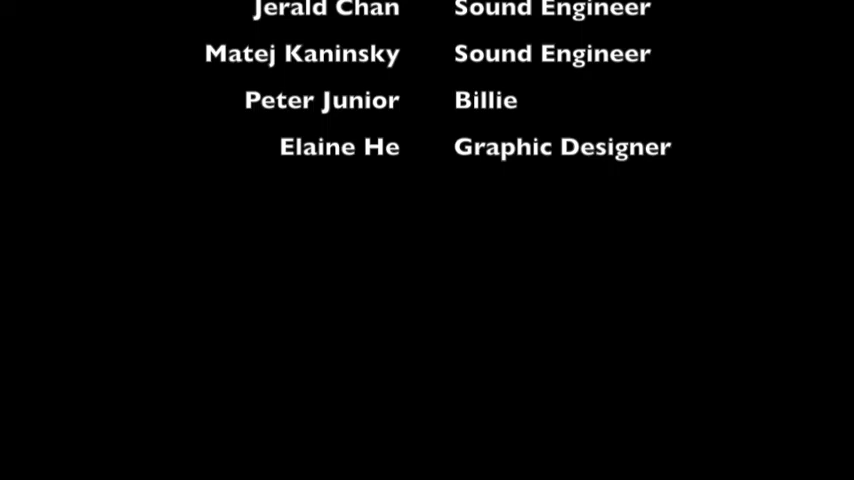 Jerald Chan Sound Engineer
Matej Kaninsky Sound Engineer
Peter Junior Billie
Elaine He Graphic Designer